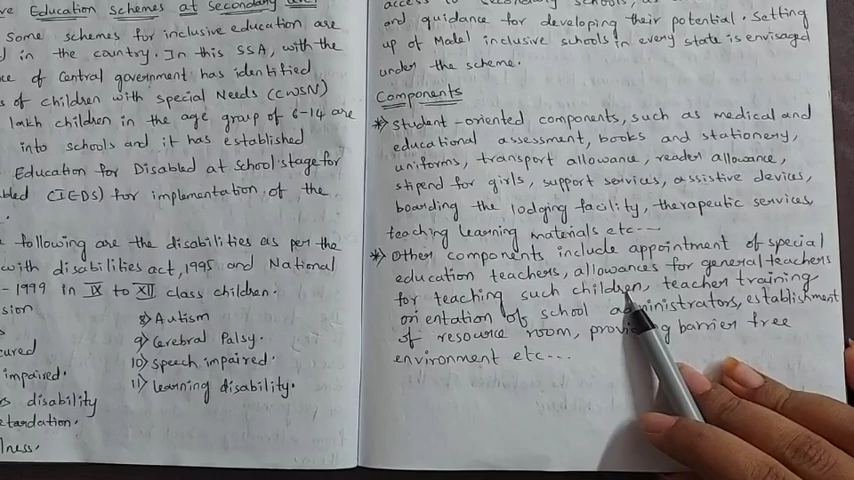 Education schemes at secondary
some schemes for inclusive education are
in the country. In this SSA, with the
of Central government has identified
of children with special Needs (CWSN)
lakh children in the age group of 6-14 are
into schools and it has established
Education for Disabled at school stage for
(IEDS) for implementation of the
following are the disabilities as per the
with disabilities act, 1995 and National
- 1999 in IX to XII class children.
8) Autism
9) Cerebral Palsy.
10) Speech impaired.
impaired.
11) learning disability.
disability
access to schools,
and guidance for developing their potential. Setting
up of Model inclusive schools in every state is envisaged
under the scheme.
Components
* student-oriented components, such as medical and
educational assessment, books and stationery,
uniforms, transport allowance, reader allowance,
stipend for girls, support services, assistive devices,
boarding the lodging facility, therapeutic services,
teaching learning materials etc---
* Other components include appointment of special
education teachers, allowances for general teachers
for teaching such children, teacher training
orientation of school administrators, establishment
of resource room, providing barrier free
environment etc...